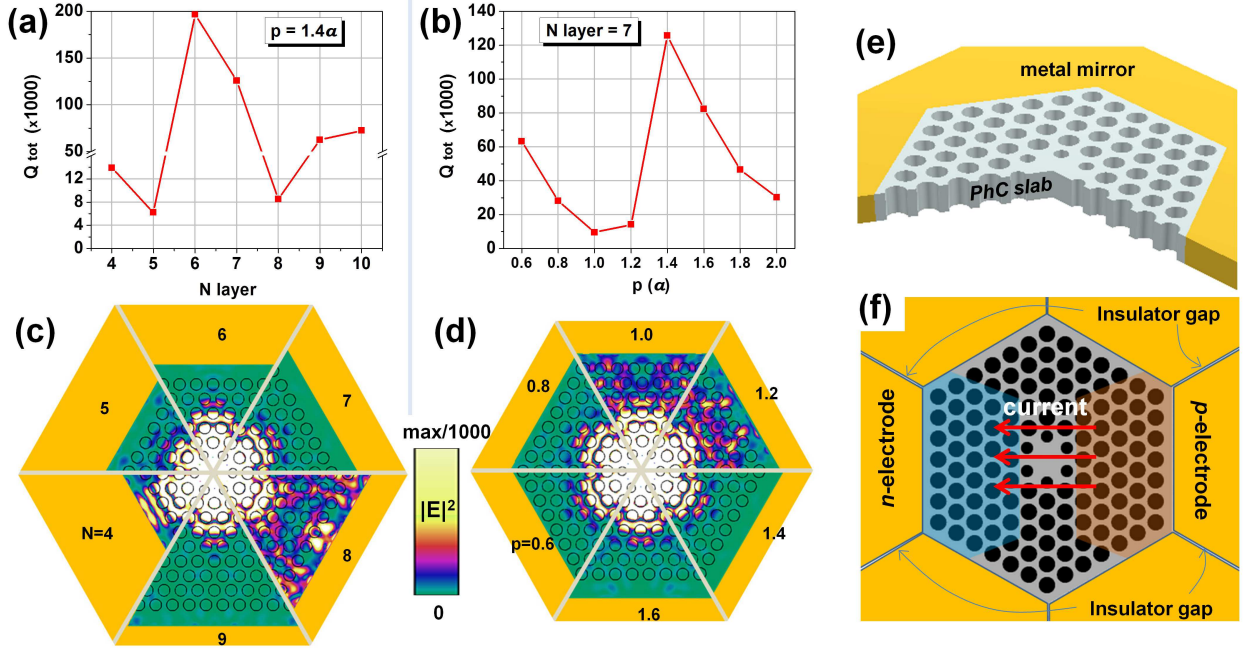 (a)
p = 1.4a
Q tot (x1000)
200
150
100
50
12
8
4
0
4 5 6 7 8 9 10
N layer
(b)
N layer = 7
Q tot (x1000)
140
120
100
80
60
40
20
0
0.6 0.8 1.0 1.2 1.4 1.6 1.8 2.0
p (a)
(e)
metal mirror
PhC slab
(c)
6
5
7
N=4
8
9
max/1000
|E|2
0
(d)
1.0
0.8
1.2
p=0.6
1.4
1.6
(f)
Insulator gap
n-electrode
current
p-electrode
Insulator gap